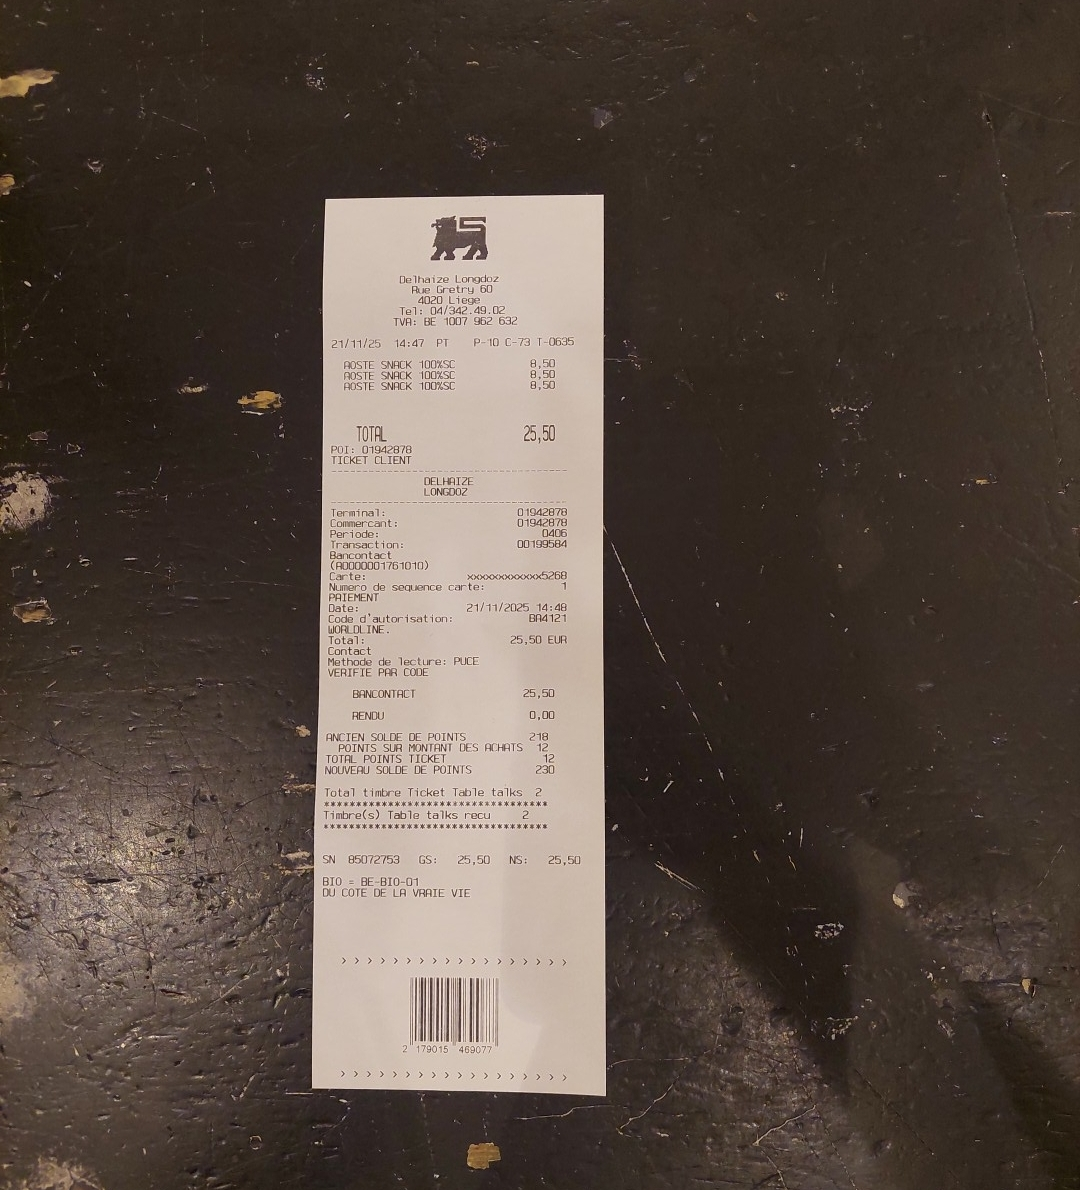 Delhaize Longdoz
Rue Gretry 60
4020 Liege
Tel: 04/342.49.02
TVA: BE 1007 962 632
21/11/25 14:47 PT P-10 C-73 T-0635
AOSTE SNACK 100%SC 8,50
AOSTE SNACK 100%SC 8,50
AOSTE SNACK 100%SC 8,50
TOTAL 25,50
POI: 01942878
TICKET CLIENT
--------------------------------------
DELHAIZE
LONGDOZ
--------------------------------------
Terminal: 01942878
Commercant: 01942878
Periode: 0406
Transaction: 00199584
Bancontact
(A0000001761010)
Carte: xxxxxxxxxxxx5268
Numero de sequence carte: 1
PAIEMENT
Date: 21/11/2025 14:48
Code d'autorisation: BA4121
WORLDLINE.
Total: 25,50 EUR
Contact
Methode de lecture: PUCE
VERIFIE PAR CODE
BANCONTACT 25,50
RENDU 0,00
ANCIEN SOLDE DE POINTS 218
POINTS SUR MONTANT DES ACHATS 12
TOTAL POINTS TICKET 12
NOUVEAU SOLDE DE POINTS 230
Total timbre Ticket Table talks 2
***********************************
Timbre(s) Table talks recu 2
***********************************
SN 85072753 GS: 25,50 NS: 25,50
BIO = BE-BIO-01
DU COTE DE LA VRAIE VIE
> > > > > > > > > > > > > > > > > >
2 179015 469077
> > > > > > > > > > > > > > > > > >